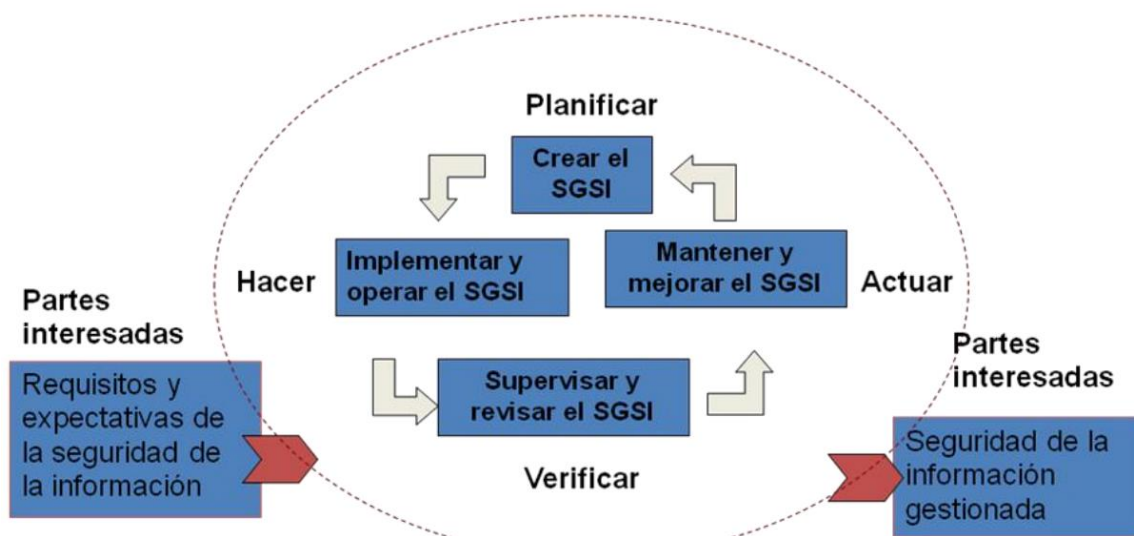 Planificar
Crear el
SGSI
Hacer
Implementar y
operar el SGSI
Mantener y
mejorar el SGSI
Actuar
Supervisar y
revisar el SGSI
Verificar
Partes
interesadas
Requisitos y
expectativas de
la seguridad de
la información
Partes
interesadas
Seguridad de la
información
gestionada